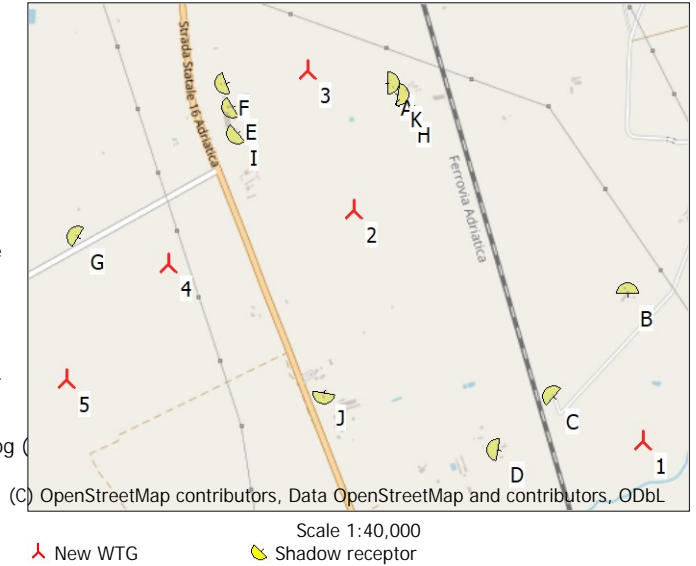 Strada Statale 16 Adriatica
3
F
E
I
A
K
H
Ferrovia Adriatica
2
G
4
B
5
J
C
D
1
og (
(C) OpenStreetMap contributors, Data OpenStreetMap and contributors, ODbL
Scale 1:40,000
New WTG
Shadow receptor